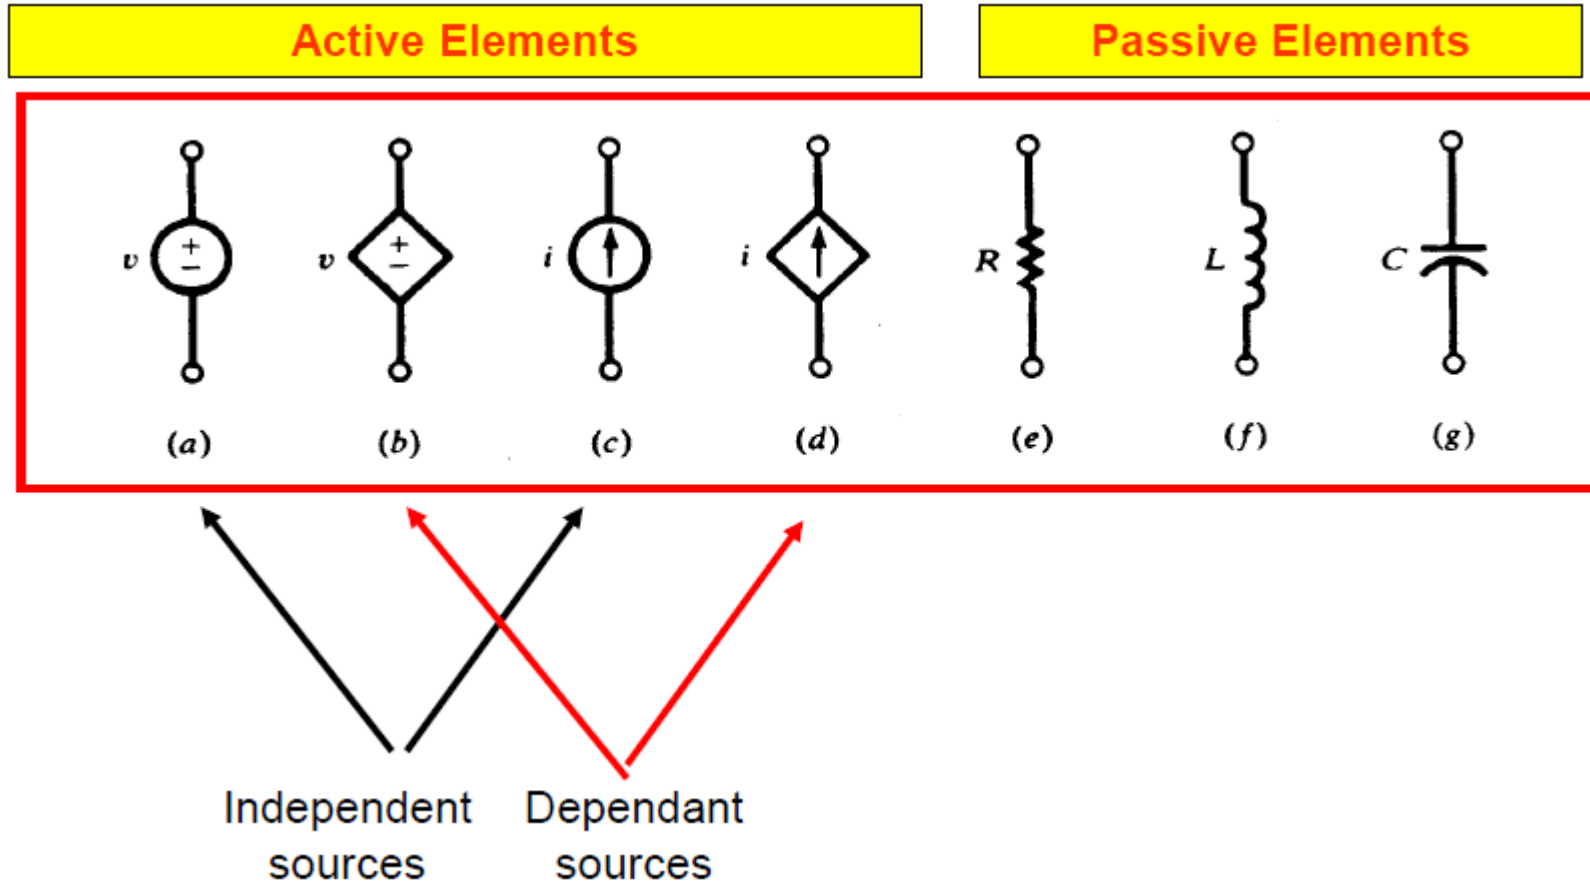 Active Elements
Passive Elements
v + − v + − i i R L C
(a) (b) (c) (d) (e) (f) (g)
Independent Dependant
sources sources